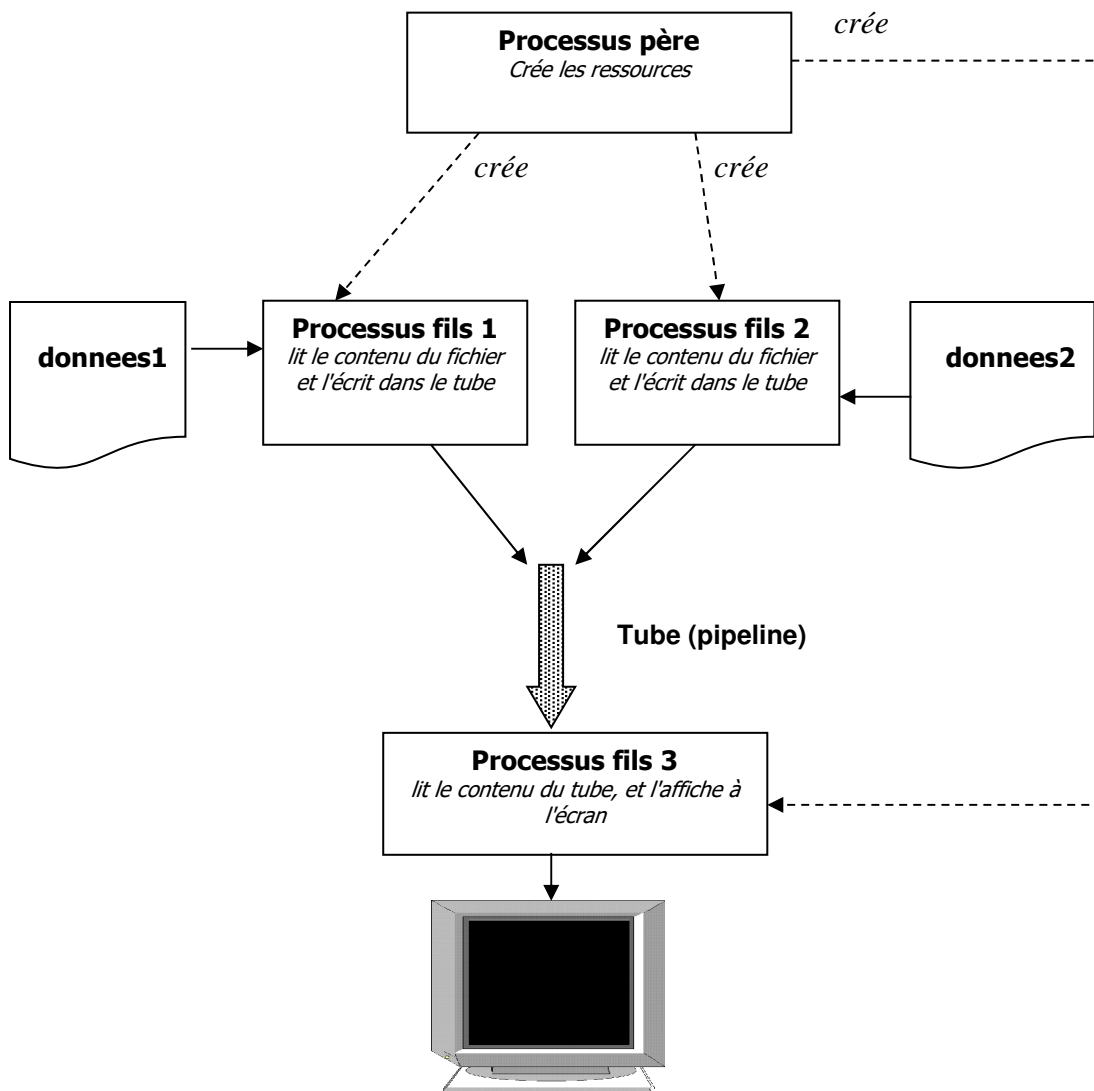 crée
Processus père
Crée les ressources
crée
crée
donnees1
Processus fils 1
lit le contenu du fichier
et l'écrit dans le tube
Processus fils 2
lit le contenu du fichier
et l'écrit dans le tube
donnees2
Tube (pipeline)
Processus fils 3
lit le contenu du tube, et l'affiche à
l'écran